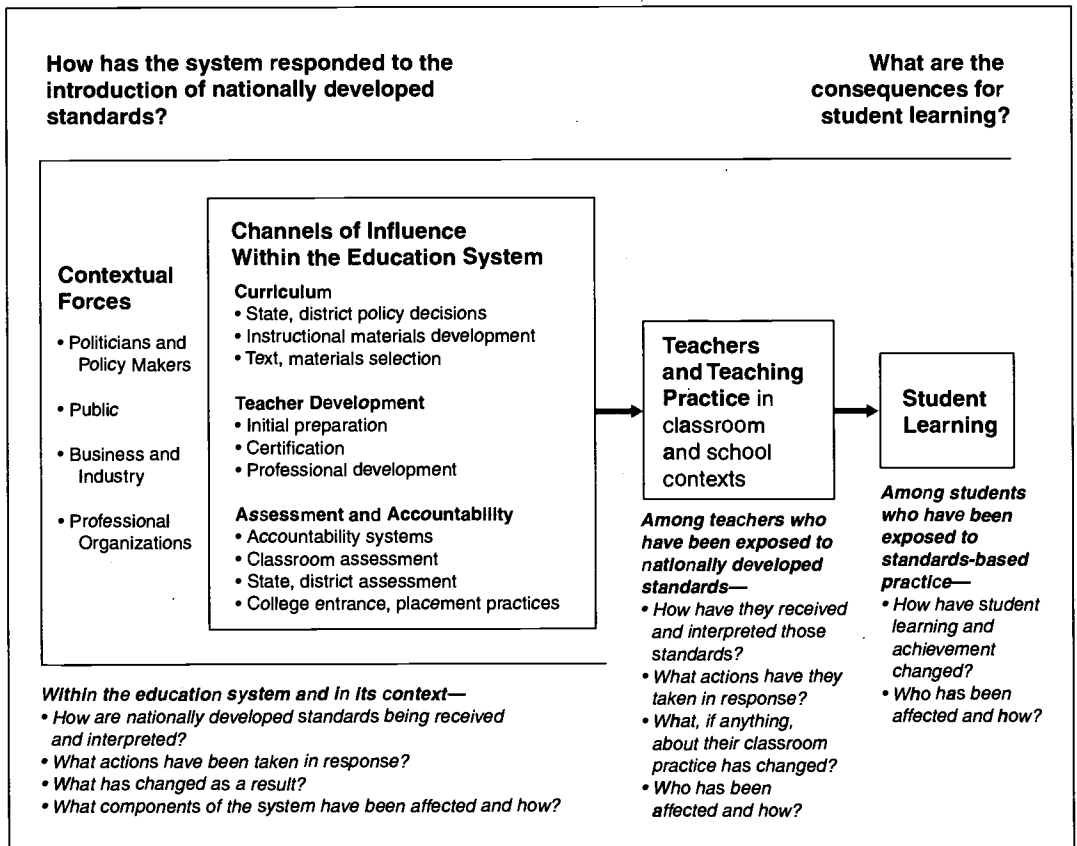 How has the system responded to the
introduction of nationally developed
standards?
What are the
consequences for
student learning?
Contextual
Forces
• Politicians and
Policy Makers
• Public
• Business and
Industry
• Professional
Organizations
Channels of Influence
Within the Education System
Curriculum
• State, district policy decisions
• Instructional materials development
• Text, materials selection
Teacher Development
• Initial preparation
• Certification
• Professional development
Assessment and Accountability
• Accountability systems
• Classroom assessment
• State, district assessment
• College entrance, placement practices
Teachers
and Teaching
Practice in
classroom
and school
contexts
Student
Learning
Within the education system and in its context—
• How are nationally developed standards being received
and interpreted?
• What actions have been taken in response?
• What has changed as a result?
• What components of the system have been affected and how?
Among teachers who
have been exposed to
nationally developed
standards—
• How have they received
and interpreted those
standards?
• What actions have they
taken in response?
• What, if anything,
about their classroom
practice has changed?
• Who has been
affected and how?
Among students
who have been
exposed to
standards-based
practice—
• How have student
learning and
achievement
changed?
• Who has been
affected and how?